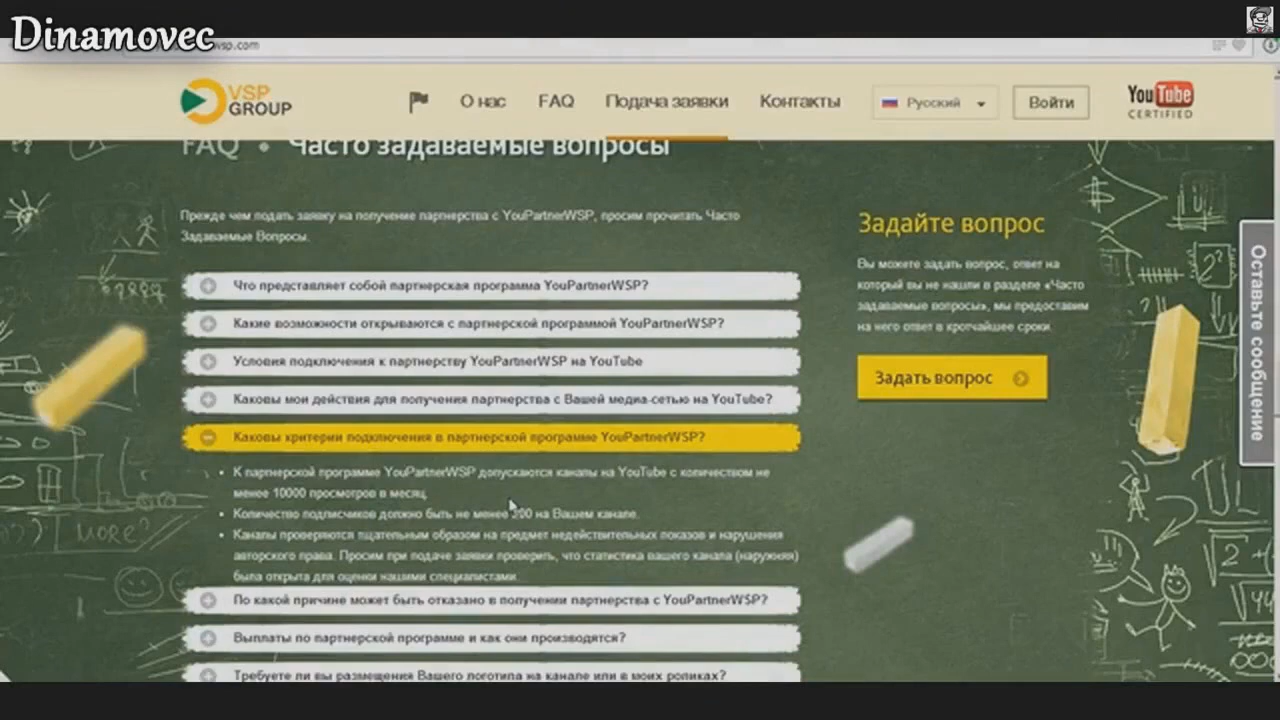 Dinamovec
wsp.com
VSP
GROUP
О нас
FAQ
Подача заявки
Контакты
Русский
Войти
YouTube
CERTIFIED
FAQ • Часто задаваемые вопросы
Прежде чем подать заявку на получение партнерства с YouPartnerWSP, просим прочитать Часто
Задаваемые Вопросы.
Что представляет собой партнерская программа YouPartnerWSP?
Какие возможности открываются с партнерской программой YouPartnerWSP?
Условия подключения к партнерству YouPartnerWSP на YouTube
Каковы мои действия для получения партнерства с Вашей медиа-сетью на YouTube?
Каковы критерии подключения в партнерской программе YouPartnerWSP?
К партнерской программе YouPartnerWSP допускаются каналы на YouTube с количеством не
менее 10000 просмотров в месяц.
Количество подписчиков должно быть не менее 200 на Вашем канале.
Каналы проверяются тщательным образом на предмет недействительных показов и нарушения
авторского права. Просим при подаче заявки проверить, что статистика вашего канала (наружняя)
была открыта для оценки нашими специалистами.
По какой причине может быть отказано в получении партнерства с YouPartnerWSP?
Выплаты по партнерской программе и как они производятся?
Требуете ли вы размещения Вашего логотипа на канале или в моих роликах?
Задайте вопрос
Вы можете задать вопрос, ответ на
который вы не нашли в разделе «Часто
задаваемые вопросы», мы предоставим
на него ответ в кротчайшее сроки.
Задать вопрос
Оставьте сообщение
more?